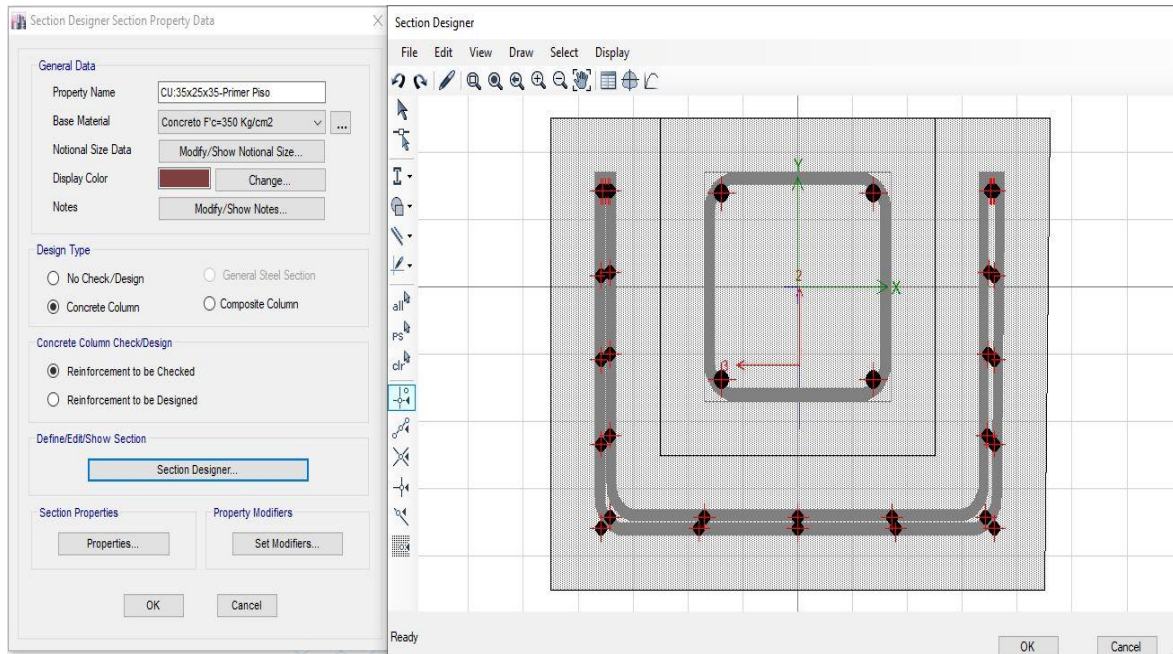 Section Designer Section Property Data
General Data
Property Name CU:35x25x35-Primer Piso
Base Material Concreto F'c=350 Kg/cm2 ...
Notional Size Data Modify/Show Notional Size...
Display Color Change...
Notes Modify/Show Notes...
Design Type
No Check/Design General Steel Section
Concrete Column Composite Column
Concrete Column Check/Design
Reinforcement to be Checked
Reinforcement to be Designed
Define/Edit/Show Section
Section Designer...
Section Properties Property Modifiers
Properties... Set Modifiers...
OK Cancel
Section Designer
File Edit View Draw Select Display
all
PS
clr
Y
2
X
3
Ready
OK Cancel